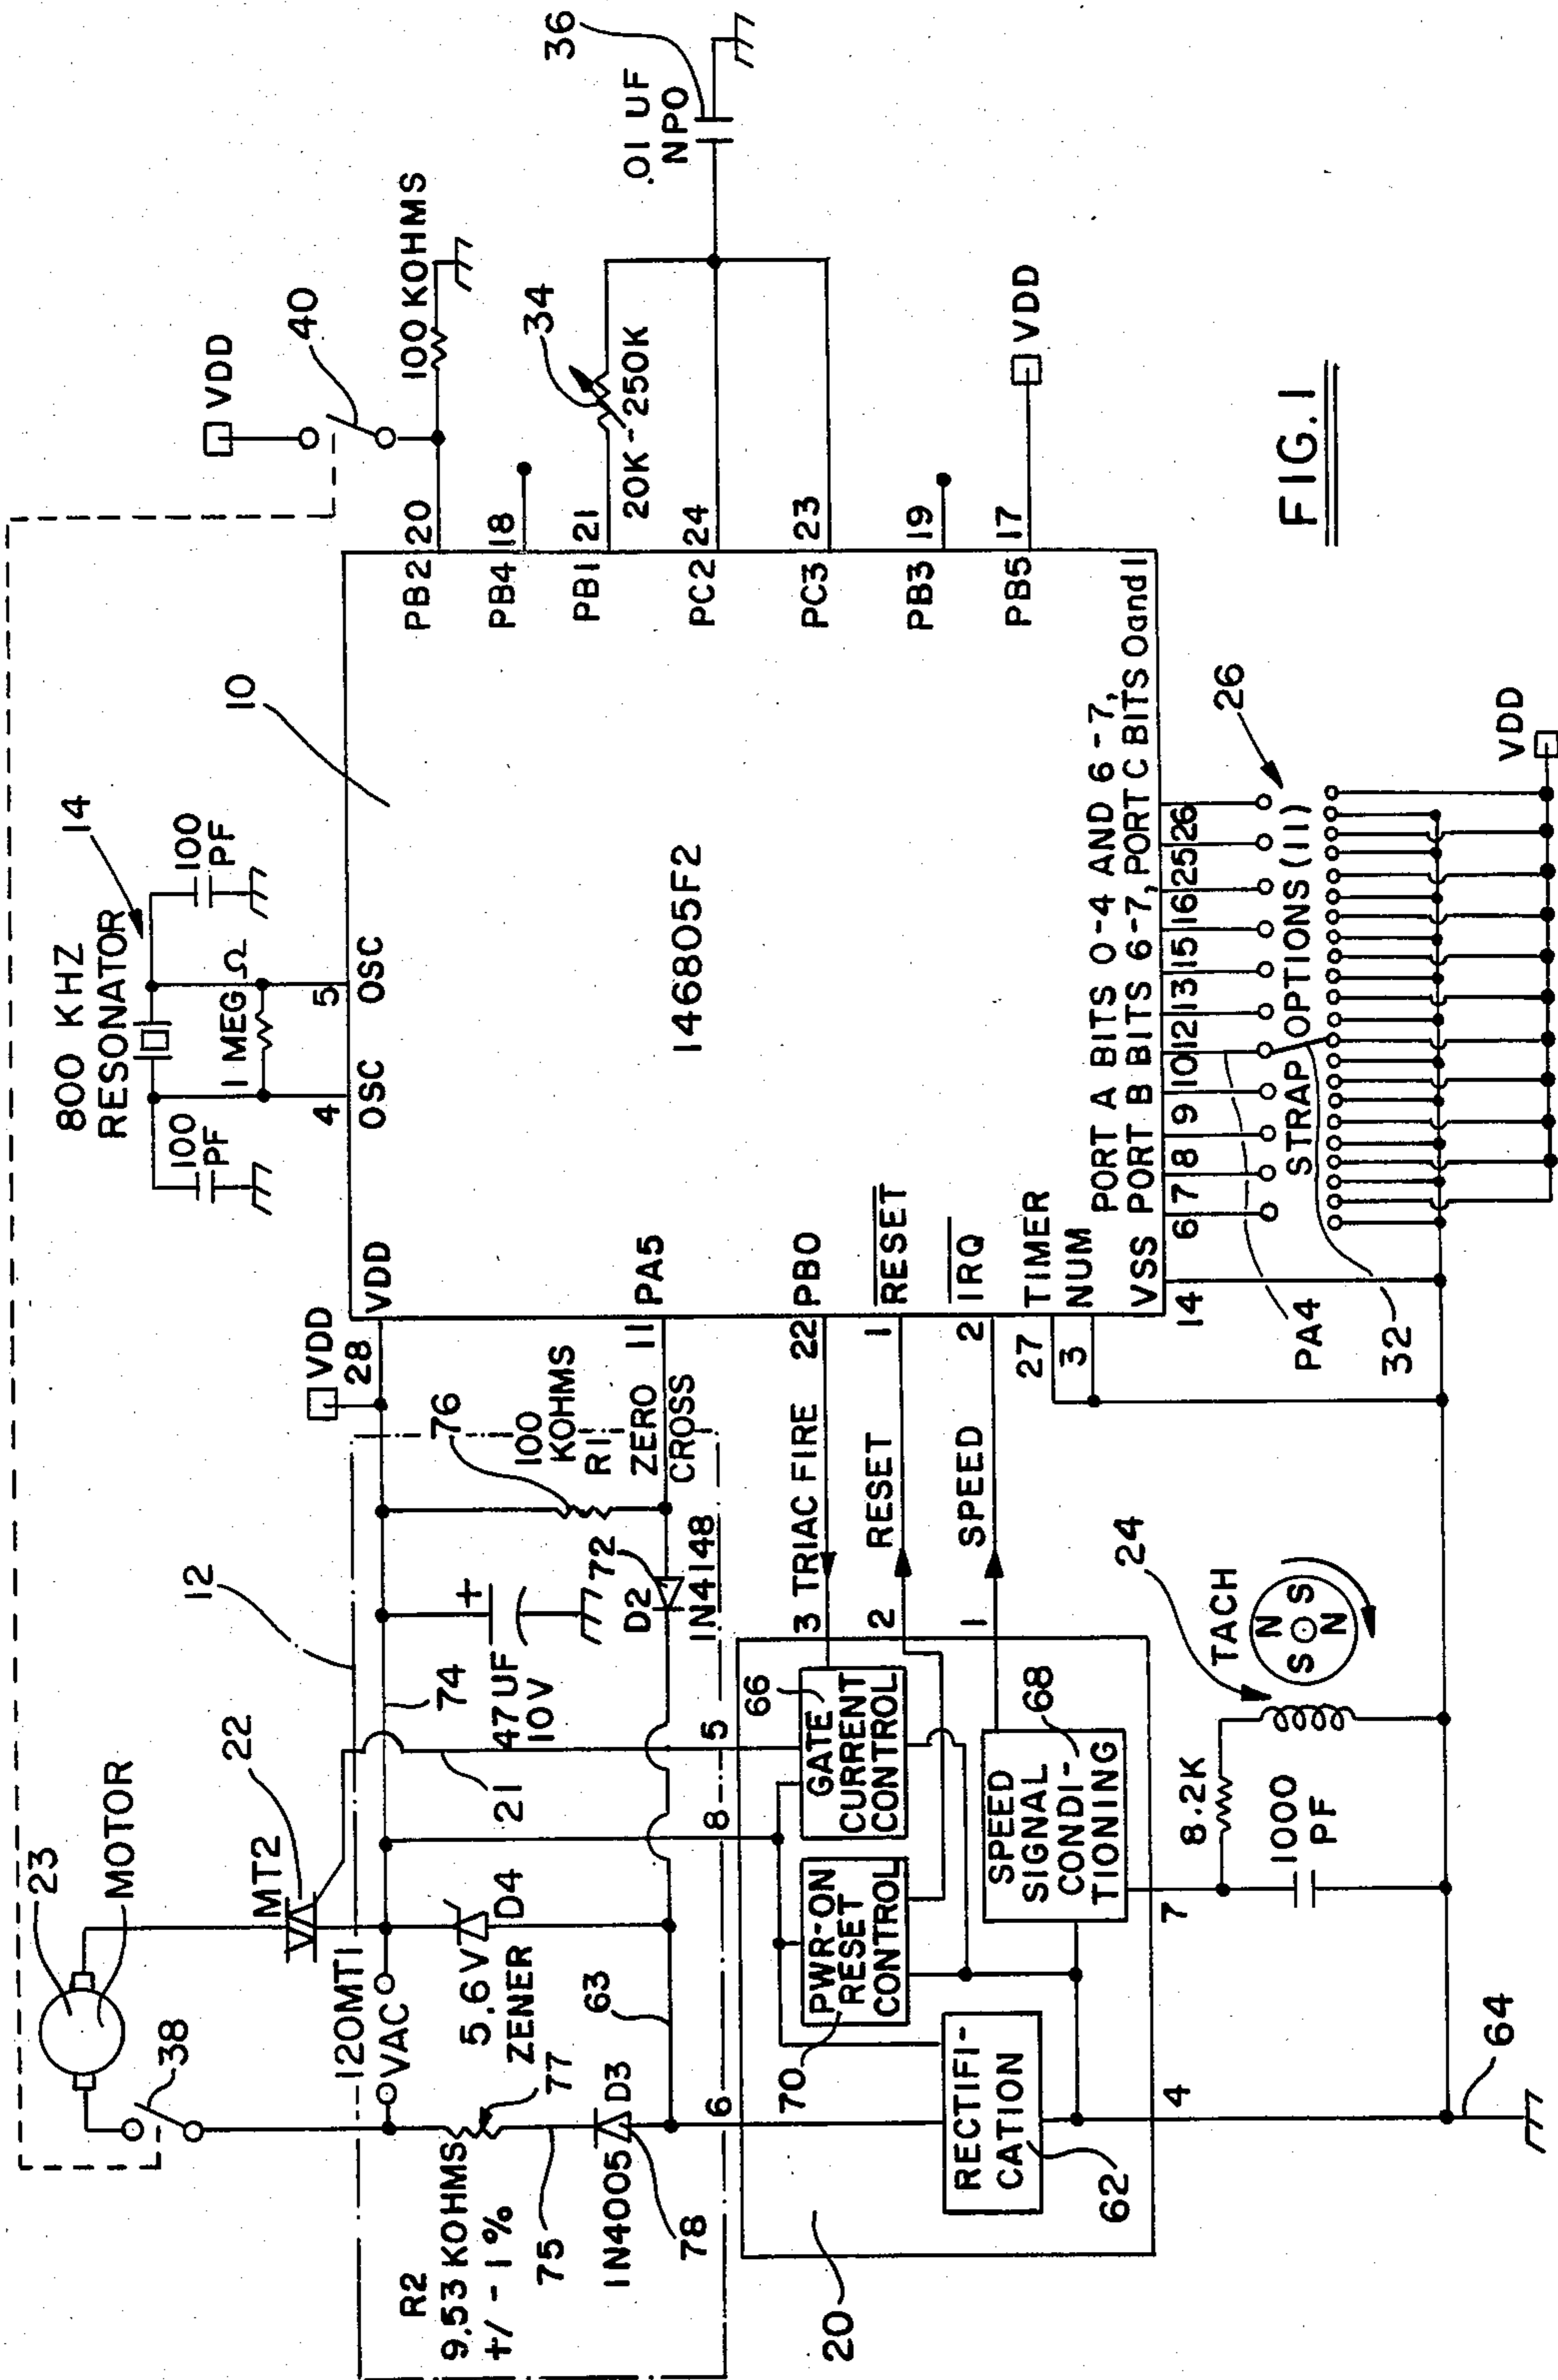 800 KHZ
RESONATOR
14
100
PF
100
PF
1 MEG Ω
4
5
OSC
OSC
10
146805F2
VDD
40
100 KOHMS
PB2
20
PB4
18
PB1
21
34
20K - 250K
PC2
24
PC3
23
.01 UF
NPO
36
PB3
19
PB5
17
VDD
VDD
VDD
28
PA5
11
PB0
22
RESET
1
IRQ
2
TIMER
27
NUM
3
VSS
14
PORT A BITS 0-4 AND 6-7,
PORT B BITS 6-7, PORT C BITS 0and1
6
7
8
9
10
12
13
15
16
25
26
STRAP OPTIONS (11)
26
VDD
PA4
32
23
MOTOR
38
MT2
22
120
MT1
VAC
12
74
21
R2
9.53 KOHMS
+/- 1%
77
75
1N4005
D3
78
5.6V
ZENER
D4
63
47UF
10V
+
72
D2
1N4148
76
100
KOHMS
R1
ZERO
CROSS
6
8
5
3
TRIAC FIRE
2
RESET
1
SPEED
20
RECTIFI-
CATION
62
PWR-ON
RESET
CONTROL
70
GATE
CURRENT
CONTROL
66
SPEED
SIGNAL
CONDI-
TIONING
68
4
7
8.2K
1000
PF
TACH
24
N
S
S
N
64
FIG. 1